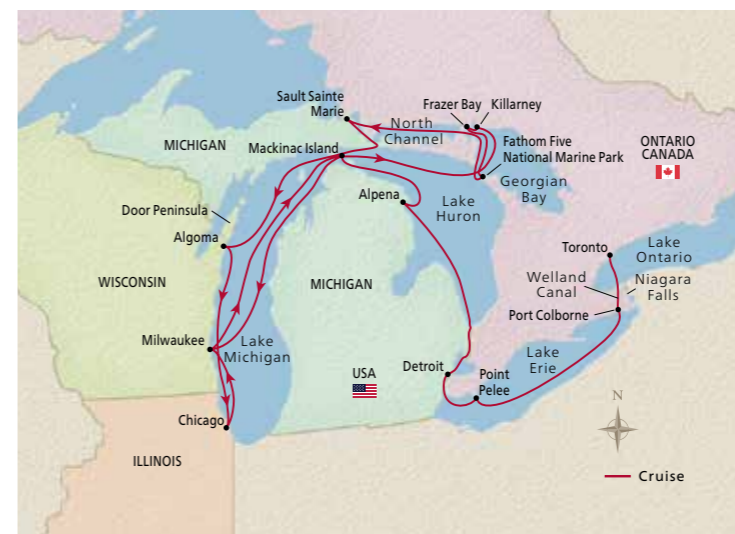 Sault Sainte
Marie
Frazer Bay
Killarney
North
Channel
MICHIGAN
Mackinac Island
Fathom Five
National Marine Park
ONTARIO
CANADA
Georgian
Bay
Alpena
Lake
Huron
Door Peninsula
Algoma
Toronto
Lake
Ontario
WISCONSIN
MICHIGAN
Welland
Canal
Niagara
Falls
Port Colborne
Milwaukee
Lake
Michigan
Lake
Erie
USA
Detroit
Point
Pelee
N
Chicago
ILLINOIS
Cruise